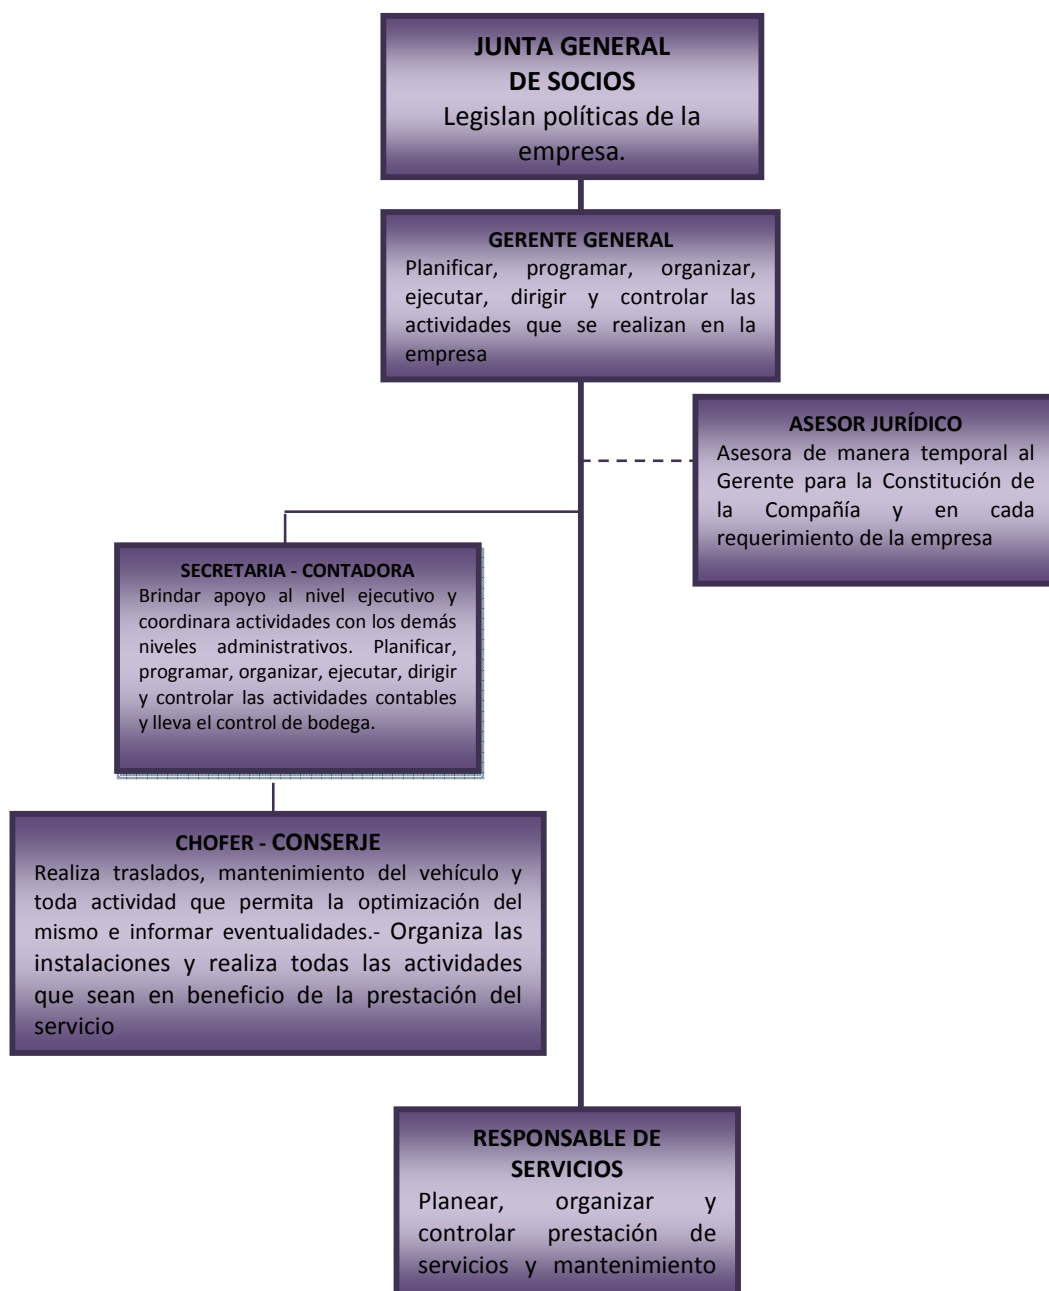 JUNTA GENERAL
DE SOCIOS
Legislan políticas de la
empresa.
GERENTE GENERAL
Planificar, programar, organizar,
ejecutar, dirigir y controlar las
actividades que se realizan en la
empresa
ASESOR JURÍDICO
Asesora de manera temporal al
Gerente para la Constitución de
la Compañía y en cada
requerimiento de la empresa
SECRETARIA - CONTADORA
Brindar apoyo al nivel ejecutivo y
coordinara actividades con los demás
niveles administrativos. Planificar,
programar, organizar, ejecutar, dirigir
y controlar las actividades contables
y lleva el control de bodega.
CHOFER - CONSERJE
Realiza traslados, mantenimiento del vehículo y
toda actividad que permita la optimización del
mismo e informar eventualidades.- Organiza las
instalaciones y realiza todas las actividades
que sean en beneficio de la prestación del
servicio
RESPONSABLE DE
SERVICIOS
Planear, organizar y
controlar prestación de
servicios y mantenimiento